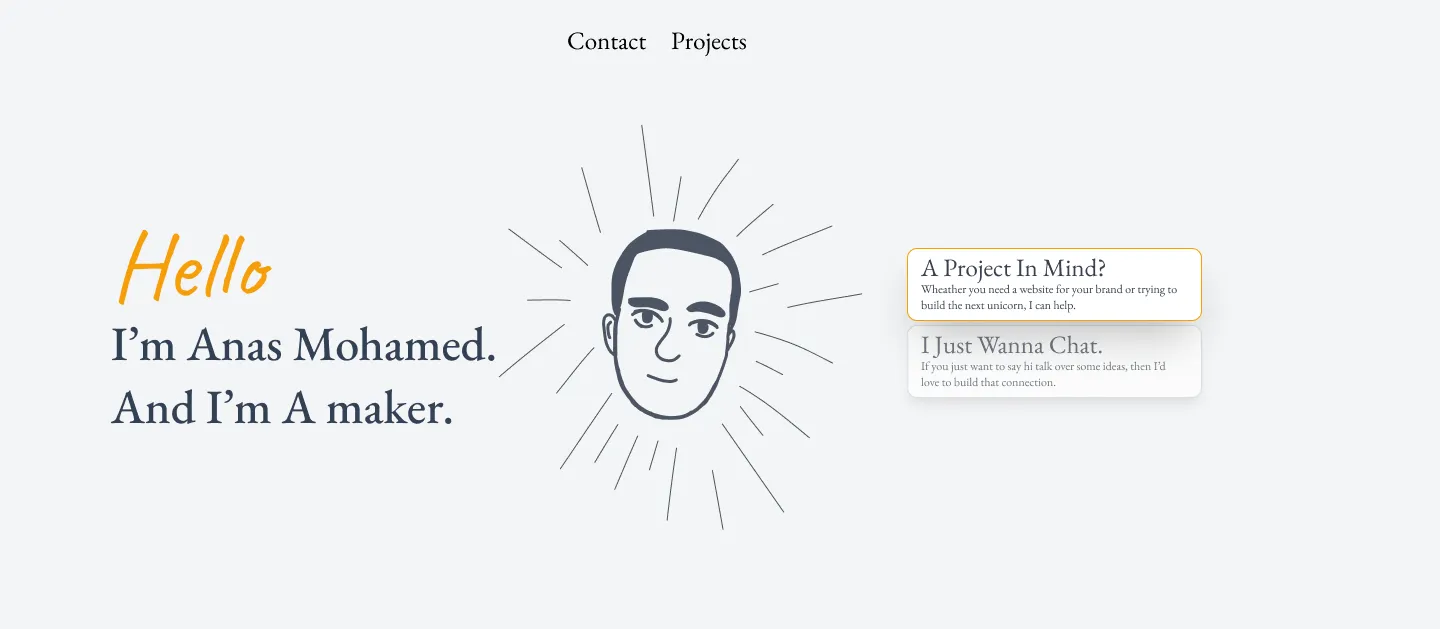 Contact Projects
Hello
I’m Anas Mohamed.
And I’m A maker.
A Project In Mind?
Wheather you need a website for your brand or trying to
build the next unicorn, I can help.
I Just Wanna Chat.
If you just want to say hi talk over some ideas, then I’d
love to build that connection.